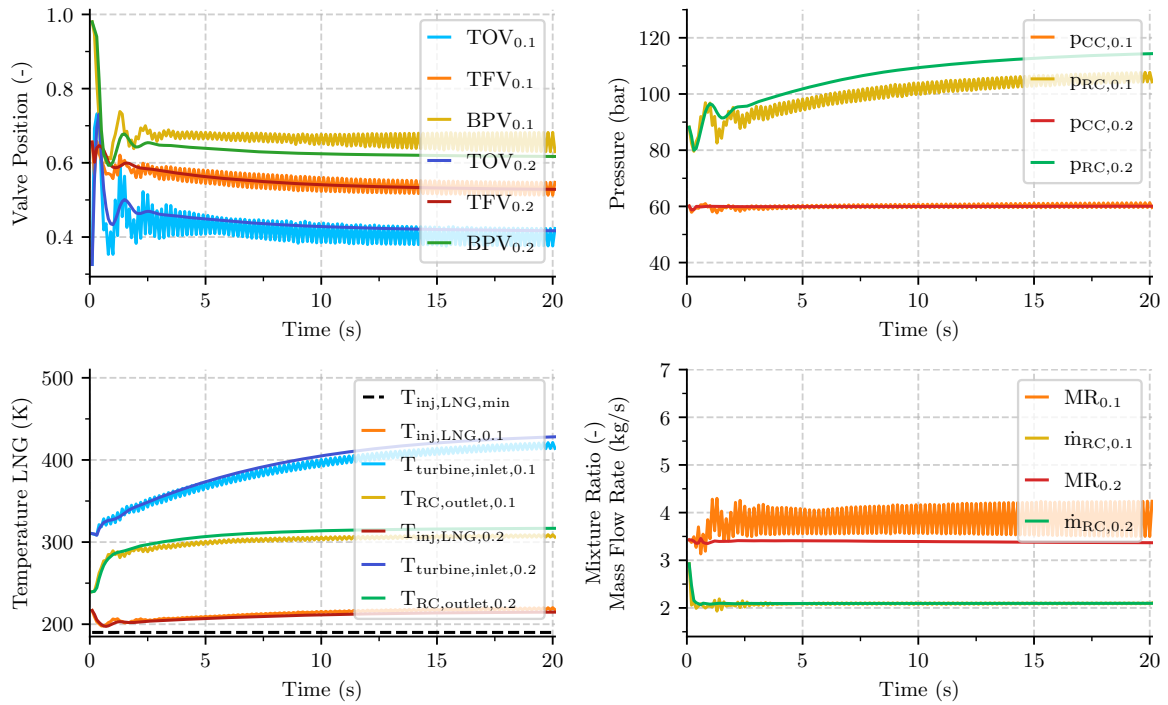 1.0
0.8
0.6
0.4
Valve Position (-)
0
5
10
15
20
Time (s)
TOV0.1
TFV0.1
BPV0.1
TOV0.2
TFV0.2
BPV0.2
120
100
80
60
40
Pressure (bar)
0
5
10
15
20
Time (s)
pCC,0.1
pRC,0.1
pCC,0.2
pRC,0.2
500
400
300
200
Temperature LNG (K)
0
5
10
15
20
Time (s)
Tinj,LNG,min
Tinj,LNG,0.1
Tturbine,inlet,0.1
TRC,outlet,0.1
Tinj,LNG,0.2
Tturbine,inlet,0.2
TRC,outlet,0.2
7
6
5
4
3
2
Mixture Ratio (-)
Mass Flow Rate (kg/s)
0
5
10
15
20
Time (s)
MR0.1
ṁRC,0.1
MR0.2
ṁRC,0.2